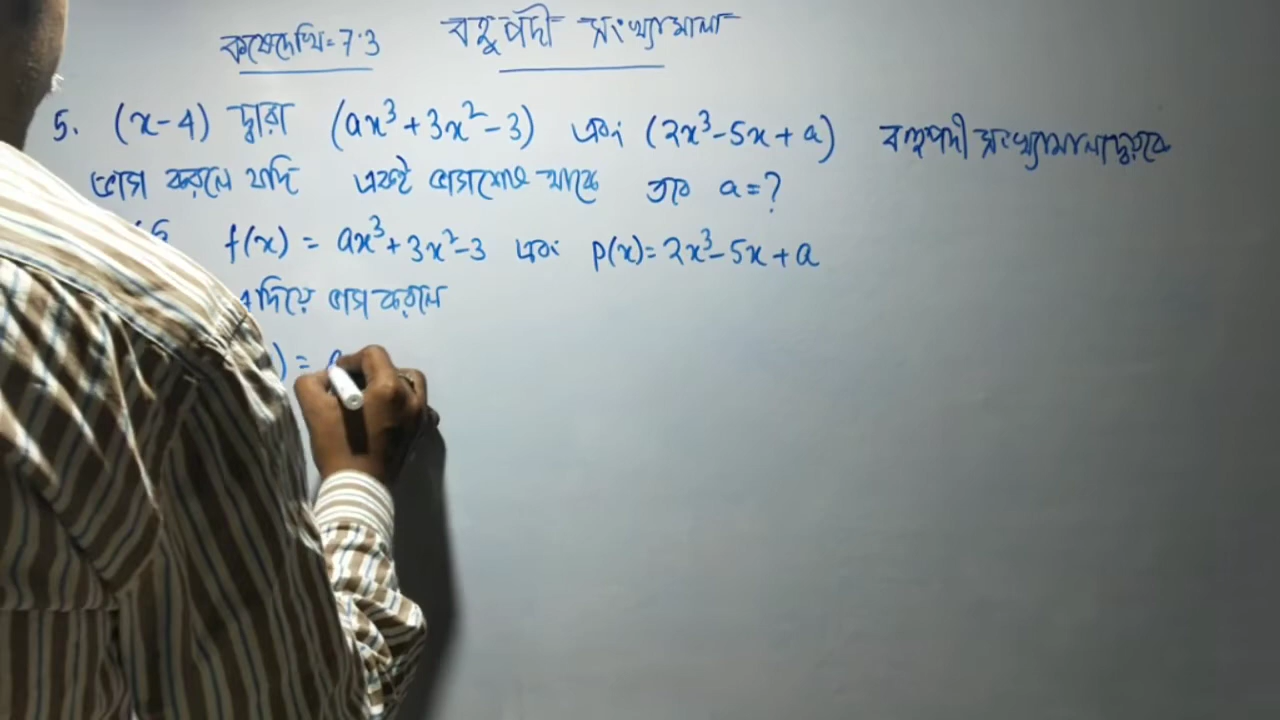 কষেদেখি = 7.3 বহুপদী সংখ্যামালা
5. (x-4) দ্বারা (ax³+3x²-3) এবং (2x³-5x+a) বহুপদী সংখ্যামালাদ্বয়কে
ভাগ করলে যদি একই ভাগশেষ থাকে তবে a=?
f(x) = ax³+3x²-3 এবং p(x)=2x³-5x+a
দিয়ে ভাগ করলে
) =